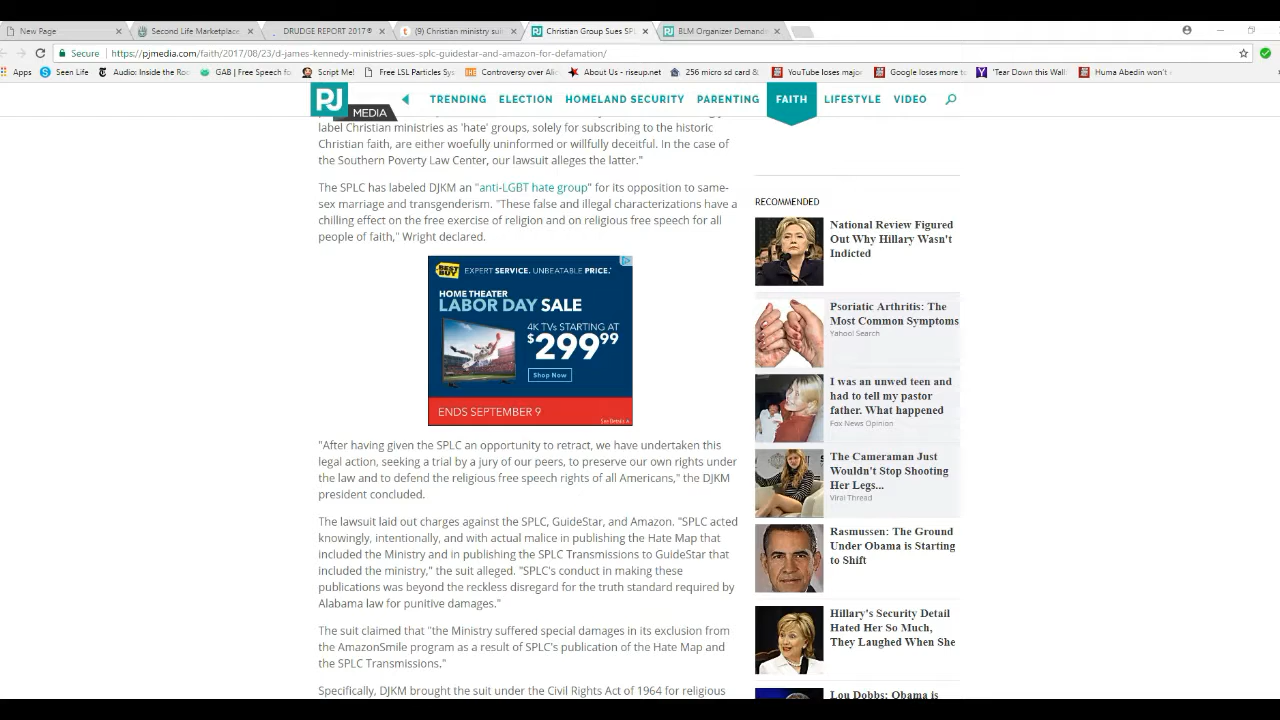 New Page
Second Life Marketplace
DRUDGE REPORT 2017®
(9) Christian ministry sui
Christian Group Sues SPL
BLM Organizer Demands
Secure
https://pjmedia.com/faith/2017/08/23/d-james-kennedy-ministries-sues-splc-guidestar-and-amazon-for-defamation/
Apps
Seen Life
Audio: Inside the Ro
GAB | Free Speech fo
Script Me!
Free LSL Particles Sys
Controversy over Ali
About Us - riseup.net
256 micro sd card &
YouTube loses major
Google loses more t
'Tear Down this Wall
Huma Abedin won't
PJ
MEDIA
TRENDING
ELECTION
HOMELAND SECURITY
PARENTING
FAITH
LIFESTYLE
VIDEO
label Christian ministries as 'hate' groups, solely for subscribing to the historic
Christian faith, are either woefully uninformed or willfully deceitful. In the case of
the Southern Poverty Law Center, our lawsuit alleges the latter."
The SPLC has labeled DJKM an "anti-LGBT hate group" for its opposition to same-
sex marriage and transgenderism. "These false and illegal characterizations have a
chilling effect on the free exercise of religion and on religious free speech for all
people of faith," Wright declared.
BEST BUY
EXPERT SERVICE. UNBEATABLE PRICE.
HOME THEATER
LABOR DAY SALE
4K TVs STARTING AT
$299 99
Shop Now
ENDS SEPTEMBER 9
See Details
"After having given the SPLC an opportunity to retract, we have undertaken this
legal action, seeking a trial by a jury of our peers, to preserve our own rights under
the law and to defend the religious free speech rights of all Americans," the DJKM
president concluded.
The lawsuit laid out charges against the SPLC, GuideStar, and Amazon. "SPLC acted
knowingly, intentionally, and with actual malice in publishing the Hate Map that
included the Ministry and in publishing the SPLC Transmissions to GuideStar that
included the ministry," the suit alleged. "SPLC's conduct in making these
publications was beyond the reckless disregard for the truth standard required by
Alabama law for punitive damages."
The suit claimed that "the Ministry suffered special damages in its exclusion from
the AmazonSmile program as a result of SPLC's publication of the Hate Map and
the SPLC Transmissions."
Specifically, DJKM brought the suit under the Civil Rights Act of 1964 for religious
RECOMMENDED
National Review Figured
Out Why Hillary Wasn't
Indicted
Psoriatic Arthritis: The
Most Common Symptoms
Yahoo! Search
I was an unwed teen and
had to tell my pastor
father. What happened
Fox News Opinion
The Cameraman Just
Wouldn't Stop Shooting
Her Legs...
Viral Thread
Rasmussen: The Ground
Under Obama is Starting
to Shift
Hillary's Security Detail
Hated Her So Much,
They Laughed When She
Lou Dobbs: Obama is